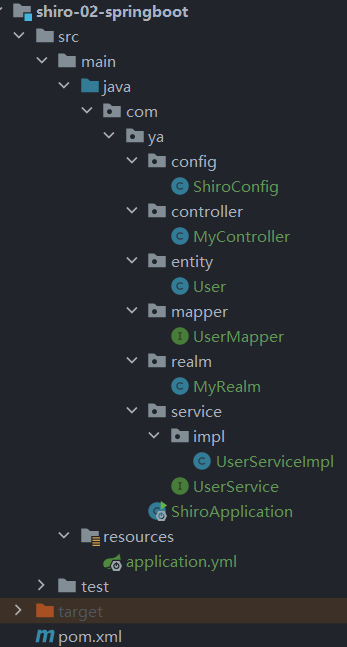 shiro-02-springboot
src
main
java
com
ya
config
ShiroConfig
controller
MyController
entity
User
mapper
UserMapper
realm
MyRealm
service
impl
UserServiceImpl
UserService
ShiroApplication
resources
application.yml
test
target
pom.xml